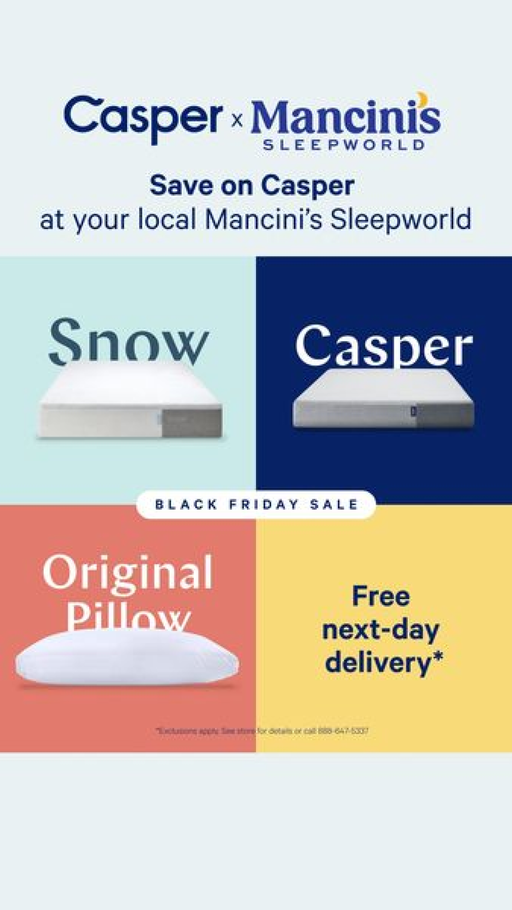 Casper x Mancini's
SLEEPWORLD
Save on Casper
at your local Mancini's Sleepworld
Snow
Casper
BLACK FRIDAY SALE
Original
Pillow
Free
next-day
delivery*
*Exclusions apply. See store for details or call 888-647-5337